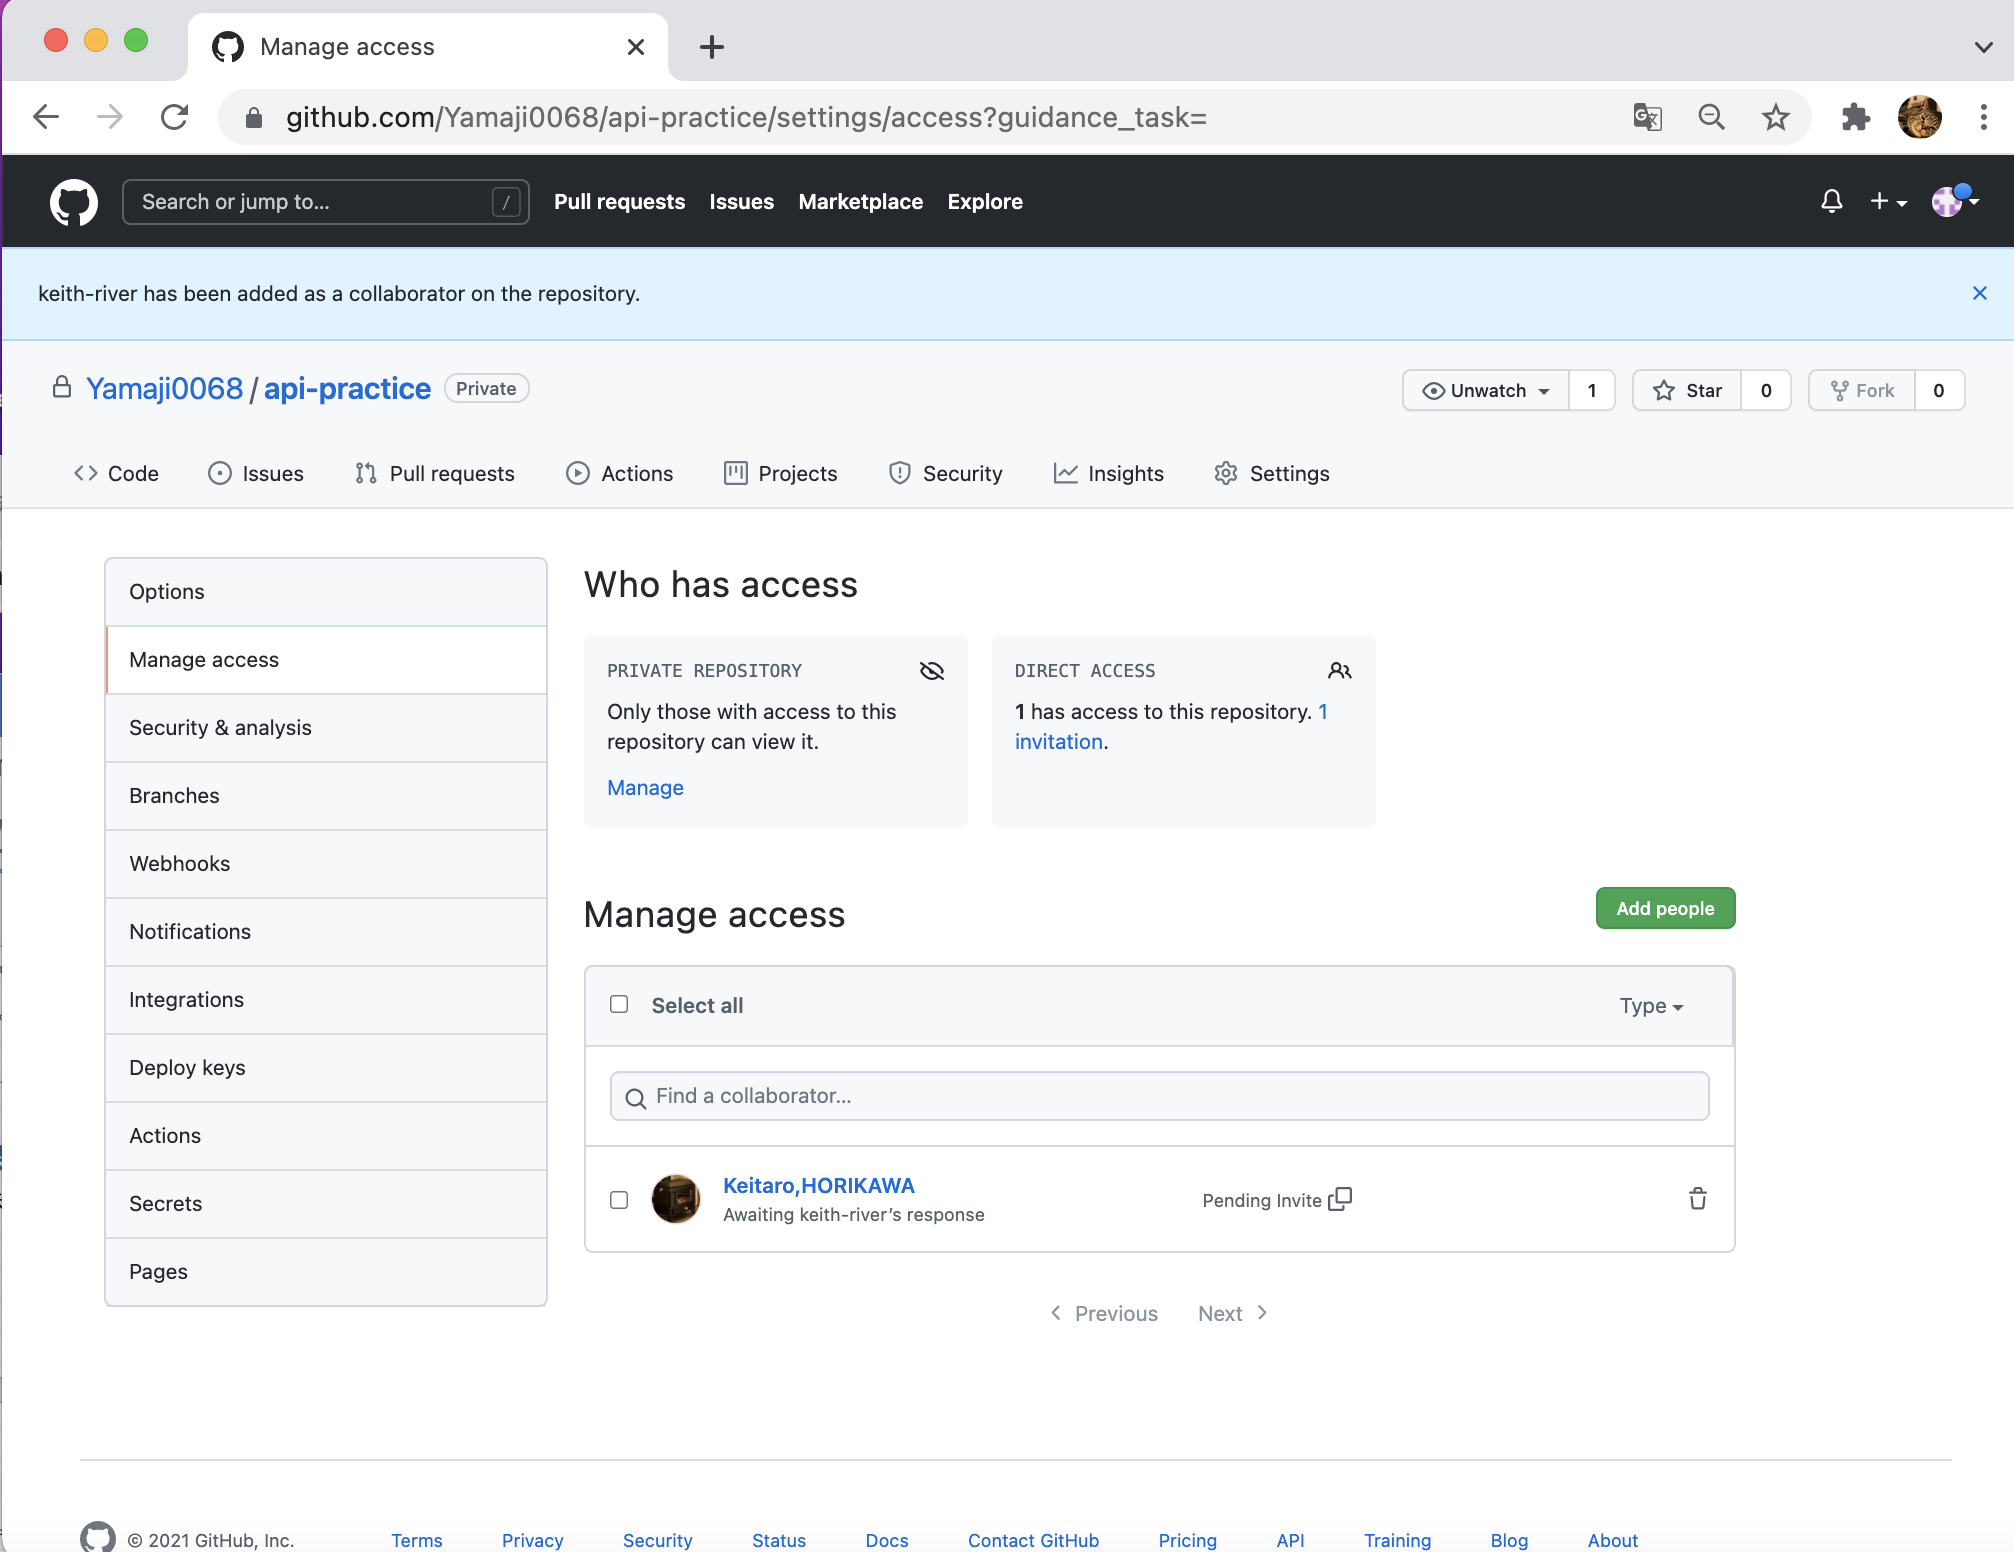 Manage access
github.com/Yamaji0068/api-practice/settings/access?guidance_task=
Search or jump to... /
Pull requests Issues Marketplace Explore
keith-river has been added as a collaborator on the repository.
Yamaji0068 / api-practice Private
Unwatch 1 Star 0 Fork 0
Code Issues Pull requests Actions Projects Security Insights Settings
Options
Manage access
Security & analysis
Branches
Webhooks
Notifications
Integrations
Deploy keys
Actions
Secrets
Pages
Who has access
PRIVATE REPOSITORY
Only those with access to this
repository can view it.
Manage
DIRECT ACCESS
1 has access to this repository. 1
invitation.
Manage access
Add people
Select all Type
Find a collaborator...
Keitaro,HORIKAWA
Awaiting keith-river’s response
Pending Invite
Previous Next
© 2021 GitHub, Inc. Terms Privacy Security Status Docs Contact GitHub Pricing API Training Blog About